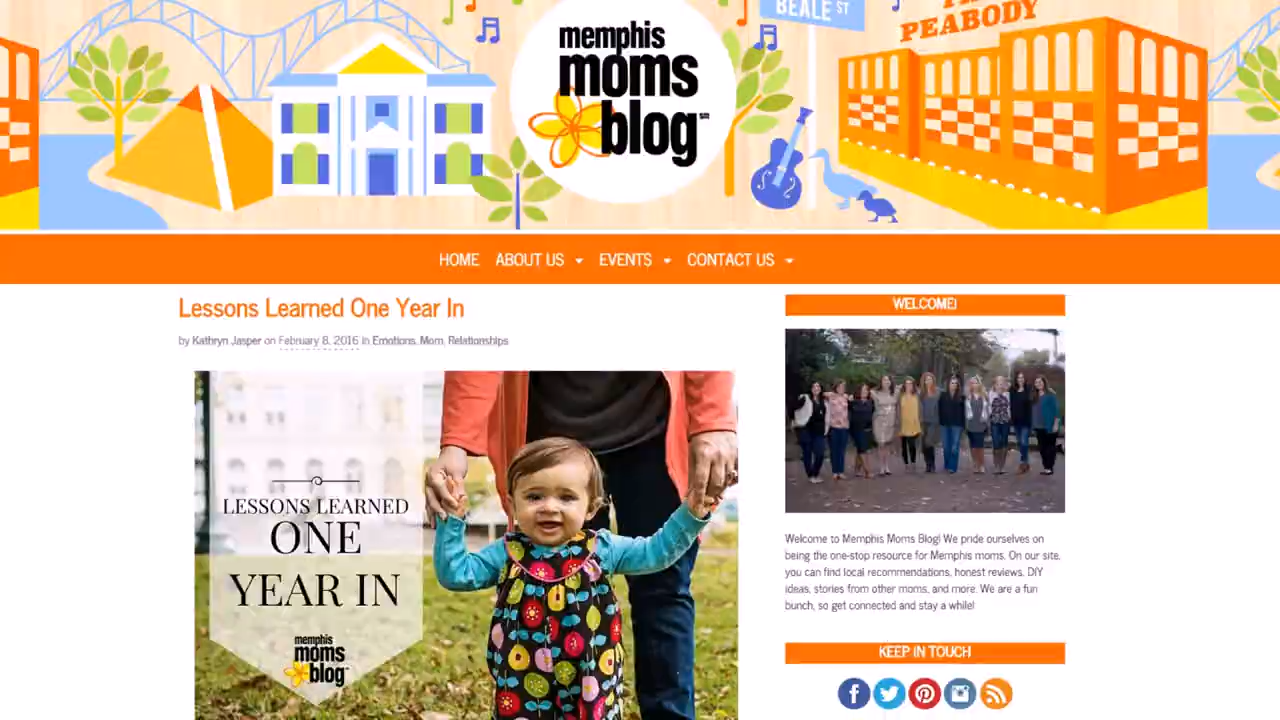 BEALE ST
PEABODY
memphis
moms
blog
HOME
ABOUT US
EVENTS
CONTACT US
Lessons Learned One Year In
by Kathryn Jasper on February 8, 2016 in Emotions, Mom, Relationships
LESSONS LEARNED
ONE
YEAR IN
memphis
moms
blog
WELCOME!
Welcome to Memphis Moms Blog! We pride ourselves on
being the one-stop resource for Memphis moms. On our site,
you can find local recommendations, honest reviews, DIY
ideas, stories from other moms, and more. We are a fun
bunch, so get connected and stay a while!
KEEP IN TOUCH